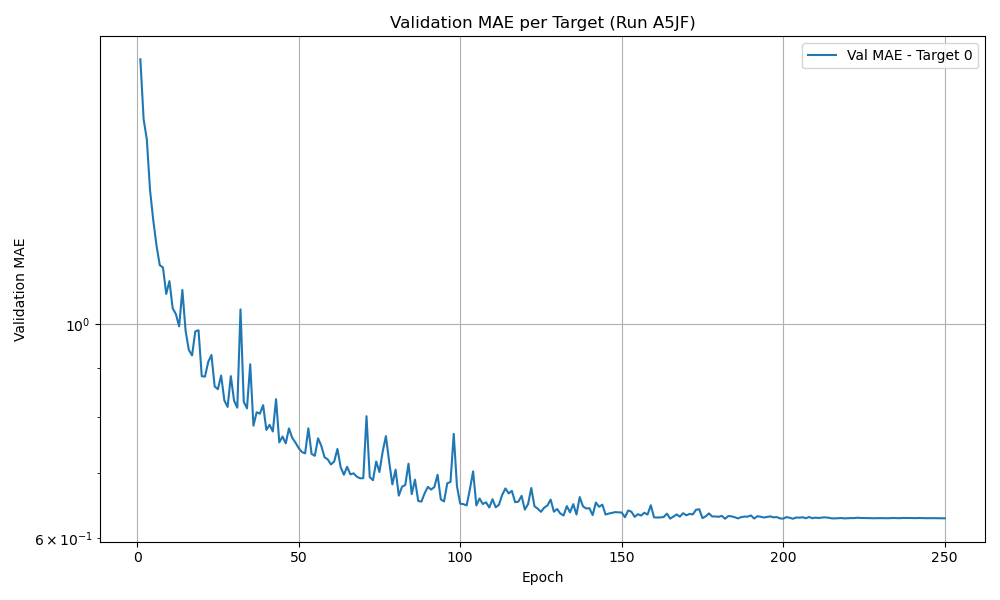 Validation MAE per Target (Run A5JF)
Val MAE - Target 0
Validation MAE
10⁰
6 × 10⁻¹
0 50 100 150 200 250
Epoch